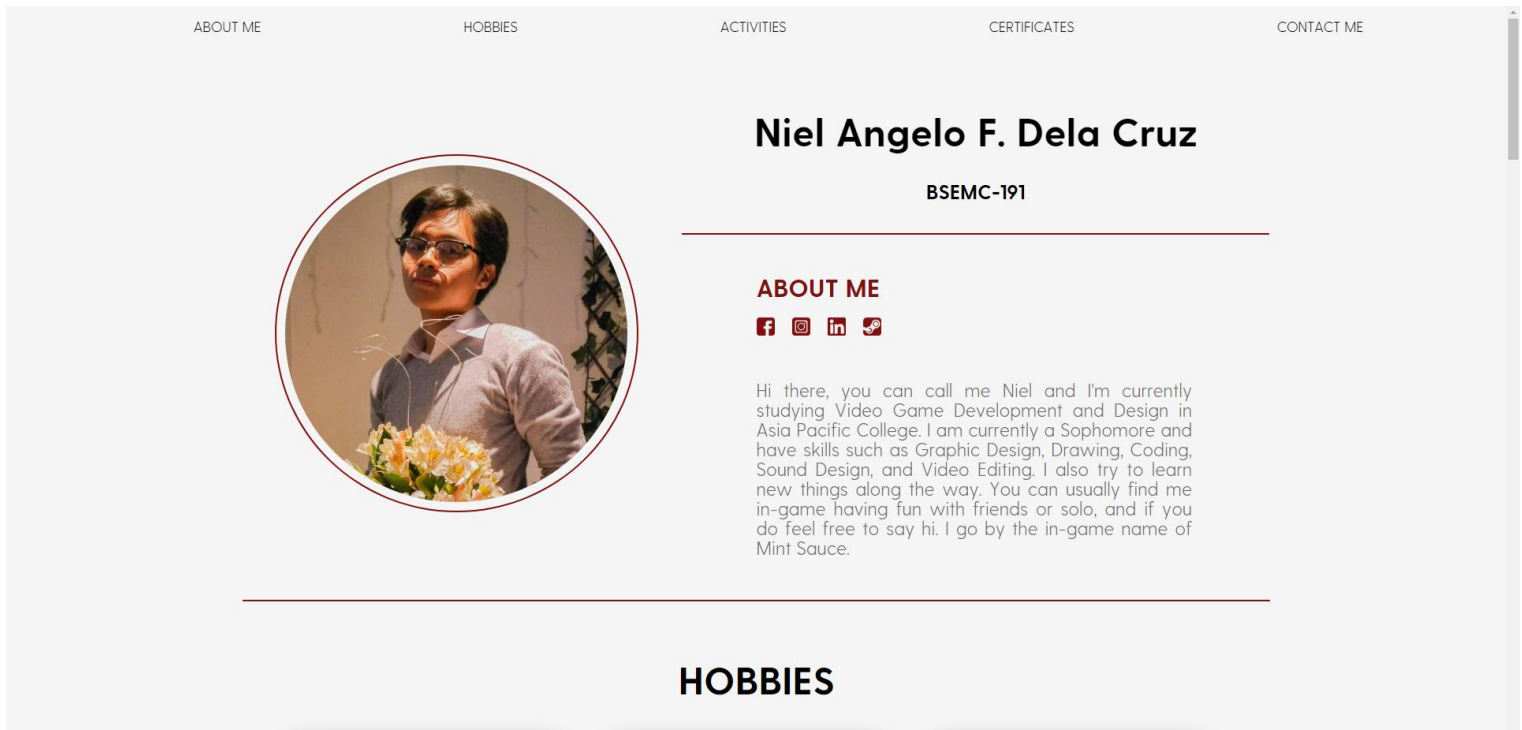 ABOUT ME
HOBBIES
ACTIVITIES
CERTIFICATES
CONTACT ME
Niel Angelo F. Dela Cruz
BSEMC-191
ABOUT ME
Hi there, you can call me Niel and I'm currently
studying Video Game Development and Design in
Asia Pacific College. I am currently a Sophomore and
have skills such as Graphic Design, Drawing, Coding,
Sound Design, and Video Editing. I also try to learn
new things along the way. You can usually find me
in-game having fun with friends or solo, and if you
do feel free to say hi. I go by the in-game name of
Mint Sauce.
HOBBIES